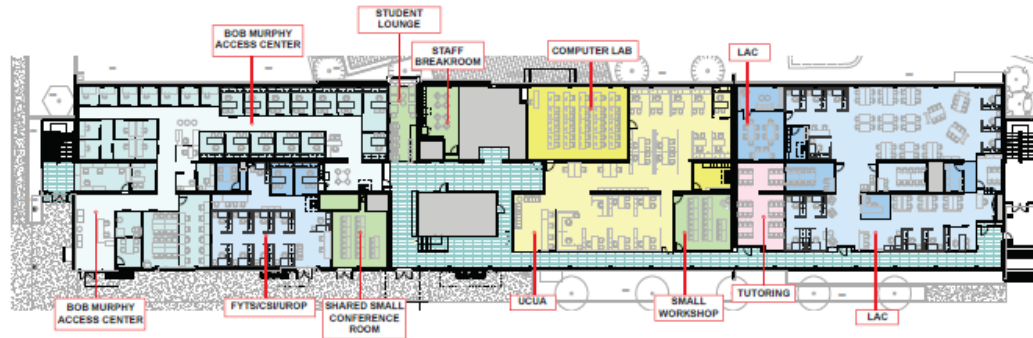 STUDENT
LOUNGE
BOB MURPHY
ACCESS CENTER
STAFF
BREAKROOM
COMPUTER LAB
LAC
BOB MURPHY
ACCESS CENTER
FYTS/CSI/UROP
SHARED SMALL
CONFERENCE
ROOM
UCUA
SMALL
WORKSHOP
TUTORING
LAC